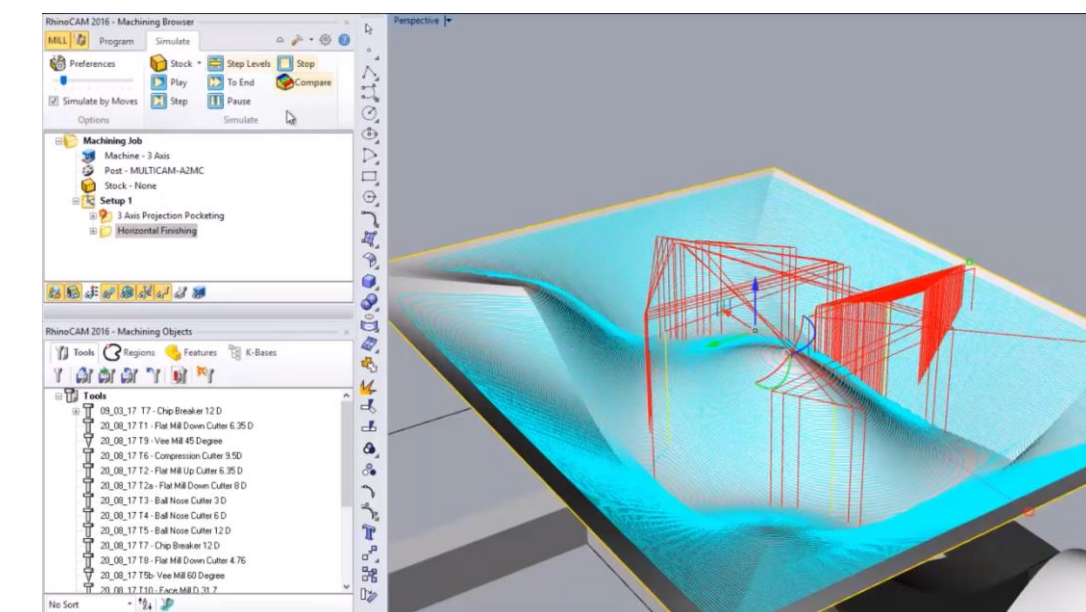 RhinoCAM 2016 - Machining Browser
MILL Program Simulate
Preferences Stock Step Levels Stop
Play To End Compare
Simulate by Moves Step Pause
Options Simulate
Machining Job
Machine - 3 Axis
Post - MULTICAM-A2MC
Stock - None
Setup 1
3 Axis Projection Pocketing
Horizontal Finishing
RhinoCAM 2016 - Machining Objects
Tools Regions Features K-Bases
Tools
09_03_17 T7 - Chip Breaker 12 D
20_08_17 T1 - Flat Mill Down Cutter 6.35 D
20_08_17 T9 - Vee Mill 45 Degree
20_08_17 T6 - Compression Cutter 9.5D
20_08_17 T2 - Flat Mill Up Cutter 6.35 D
20_08_17 T2a - Flat Mill Down Cutter 8 D
20_08_17 T3 - Ball Nose Cutter 3 D
20_08_17 T4 - Ball Nose Cutter 6 D
20_08_17 T5 - Ball Nose Cutter 12 D
20_08_17 T7 - Chip Breaker 12 D
20_08_17 T8 - Flat Mill Down Cutter 4.76
20_08_17 T5b- Vee Mill 60 Degree
20_08_17 T10 - Face Mill D 31.7
No Sort
Perspective